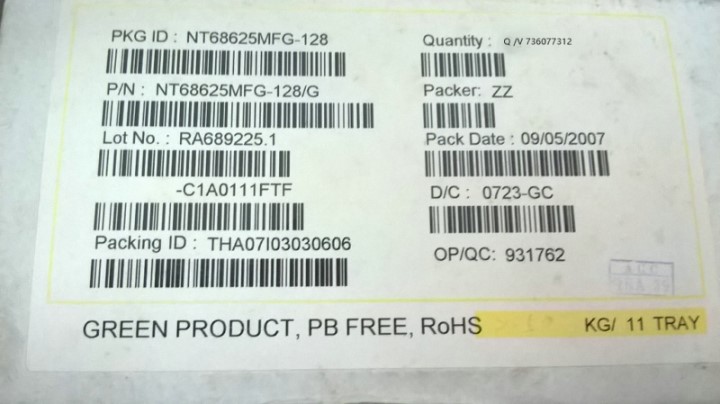 PKG ID : NT68625MFG-128
Quantity : Q /V 736077312
P/N : NT68625MFG-128/G
Packer: ZZ
Lot No. : RA689225.1
Pack Date : 09/05/2007
-C1A0111FTF
D/C : 0723-GC
Packing ID : THA07I03030606
OP/QC: 931762
GREEN PRODUCT, PB FREE, RoHS
KG/ 11 TRAY